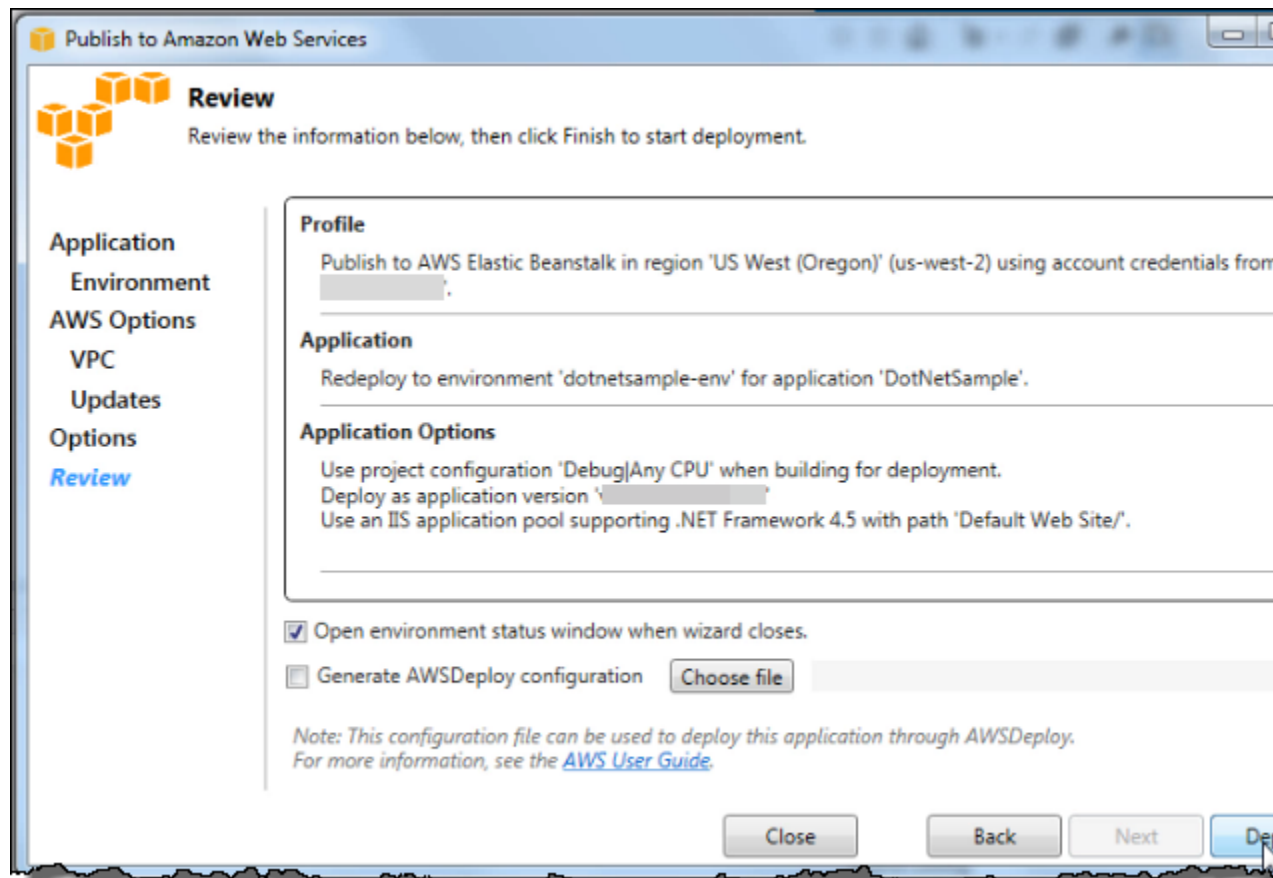 Publish to Amazon Web Services
Review
Review the information below, then click Finish to start deployment.
Application
Environment
AWS Options
VPC
Updates
Options
Review
Profile
Publish to AWS Elastic Beanstalk in region 'US West (Oregon)' (us-west-2) using account credentials from
'.
Application
Redeploy to environment 'dotnetsample-env' for application 'DotNetSample'.
Application Options
Use project configuration 'Debug|Any CPU' when building for deployment.
Deploy as application version '
Use an IIS application pool supporting .NET Framework 4.5 with path 'Default Web Site/'.
Open environment status window when wizard closes.
Generate AWSDeploy configuration Choose file
Note: This configuration file can be used to deploy this application through AWSDeploy.
For more information, see the AWS User Guide.
Close Back Next